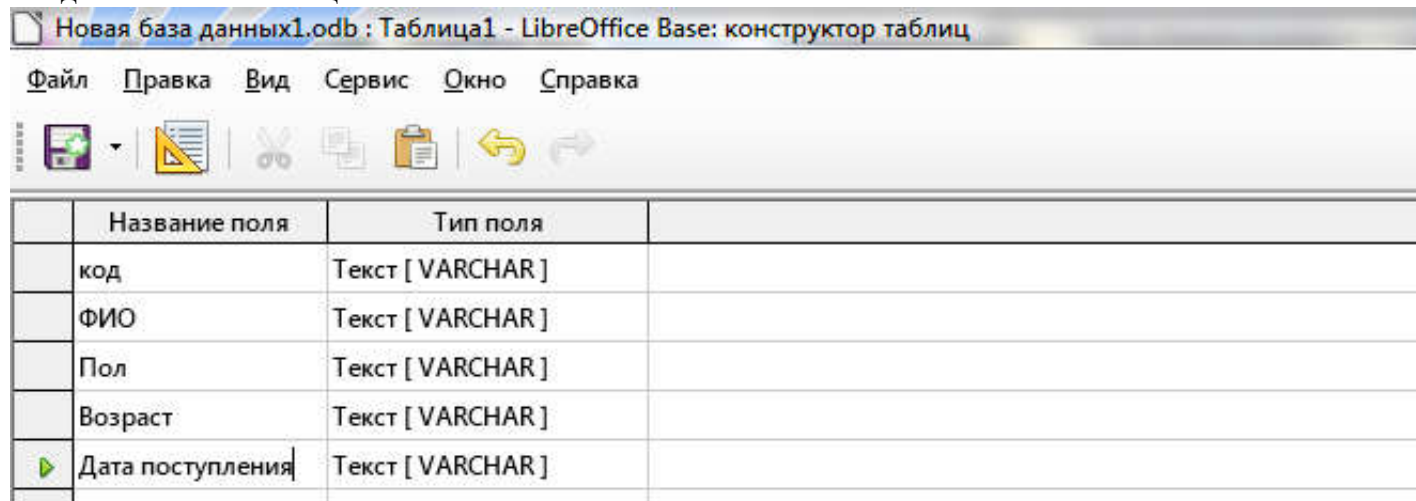 Новая база данных1.odb : Таблица1 - LibreOffice Base: конструктор таблиц
Файл Правка Вид Сервис Окно Справка
Название поля Тип поля
код Текст [ VARCHAR ]
ФИО Текст [ VARCHAR ]
Пол Текст [ VARCHAR ]
Возраст Текст [ VARCHAR ]
Дата поступления Текст [ VARCHAR ]